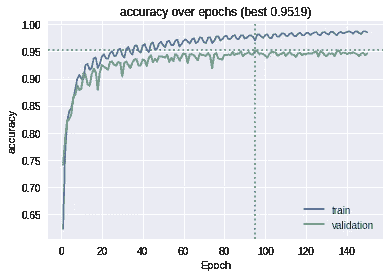 accuracy over epochs (best 0.9519)
1.00
0.95
0.90
0.85
0.80
0.75
0.70
0.65
accuracy
train
validation
0 20 40 60 80 100 120 140
Epoch